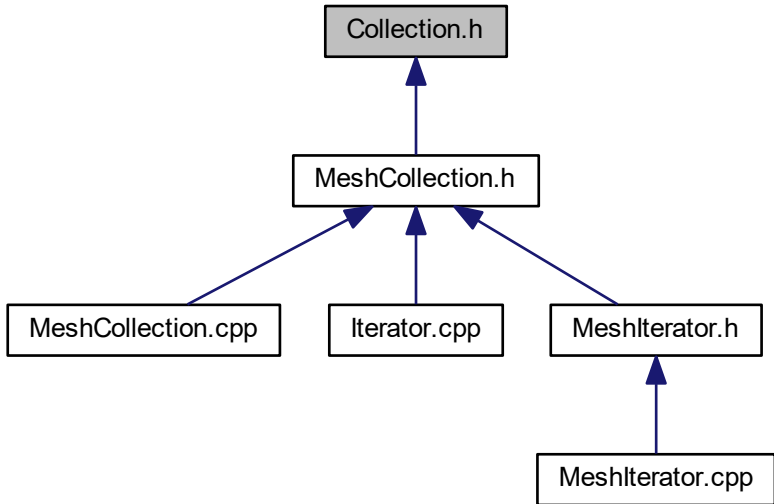 Collection.h
MeshCollection.h
MeshCollection.cpp
Iterator.cpp
MeshIterator.h
MeshIterator.cpp